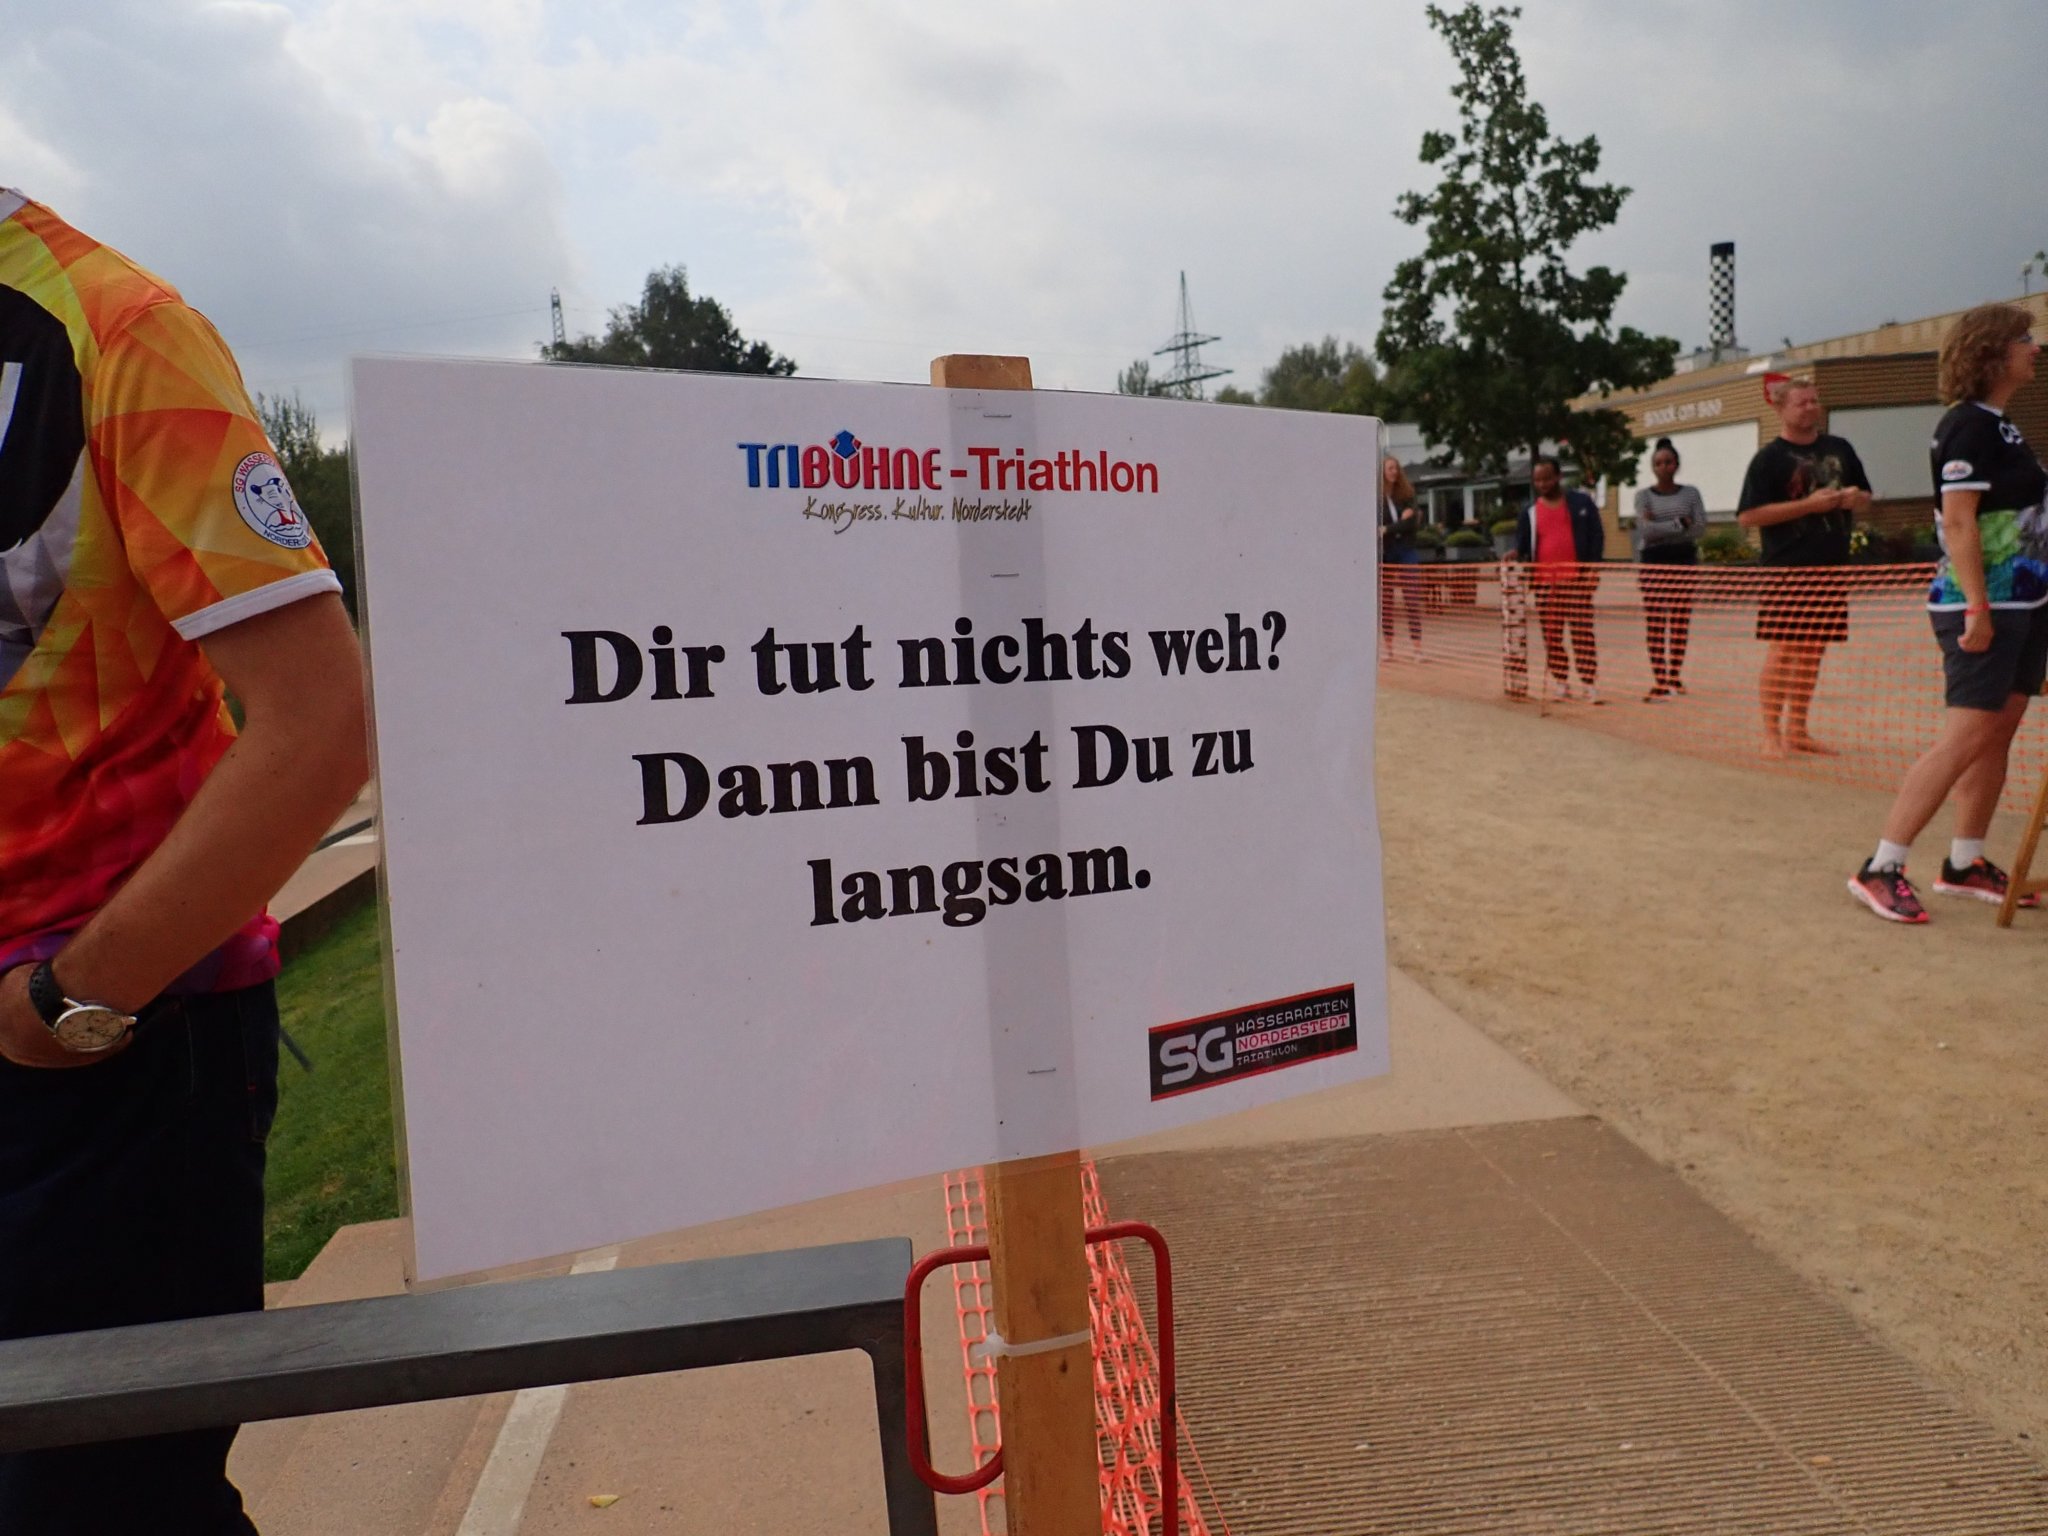 TRIBÜHNE-Triathlon
Kongress. Kultur. Norderstedt
Dir tut nichts weh?
Dann bist Du zu
langsam.
SG WASSERRATTEN
NORDERSTEDT
TRIATHLON